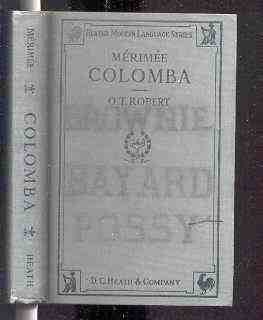 MÉRIMÉE
COLOMBA
HEATH
HEATH'S MODERN LANGUAGE SERIES
MÉRIMÉE
COLOMBA
O.T. ROBERT
BROWNIE
BAYARD
POSSY
D.C. HEATH & COMPANY